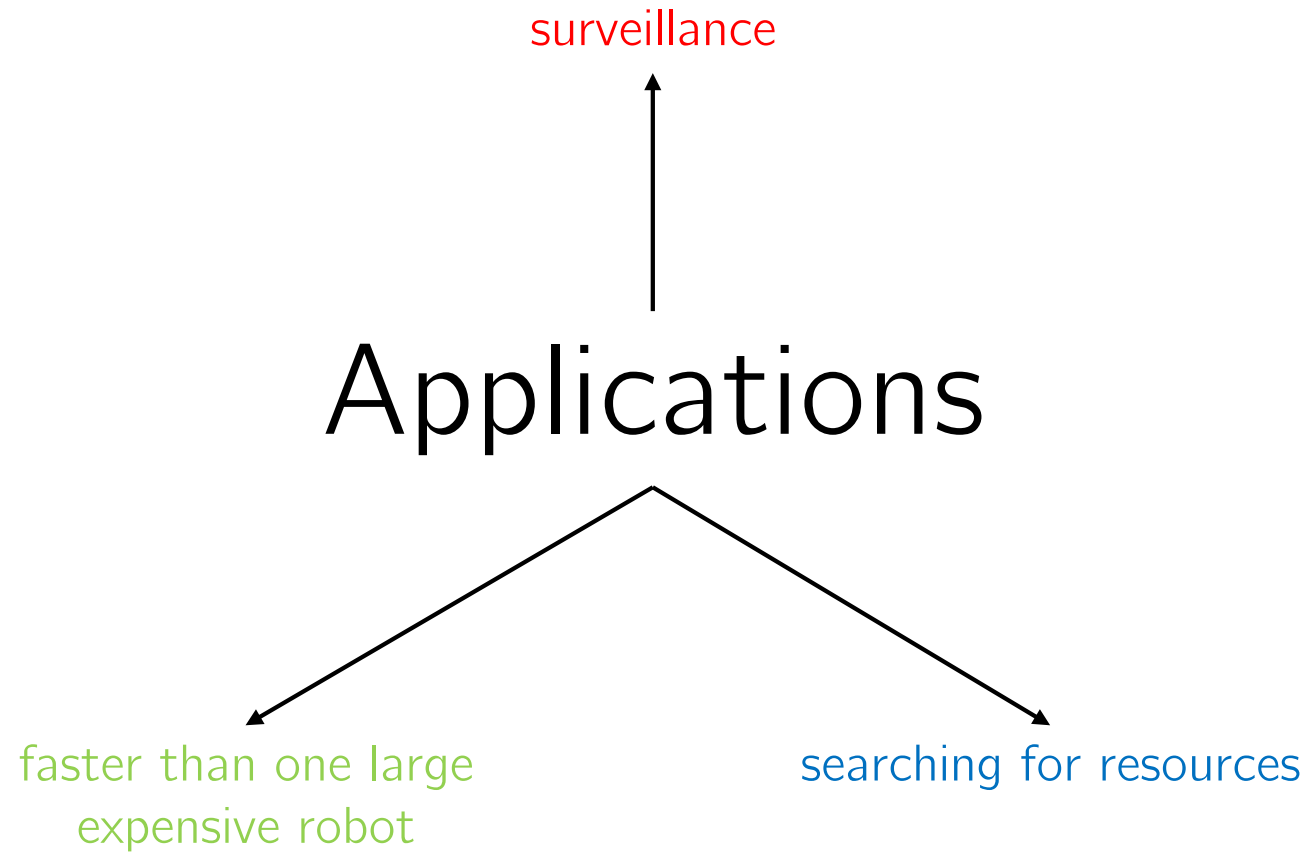 surveillance
Applications
faster than one large
expensive robot
searching for resources